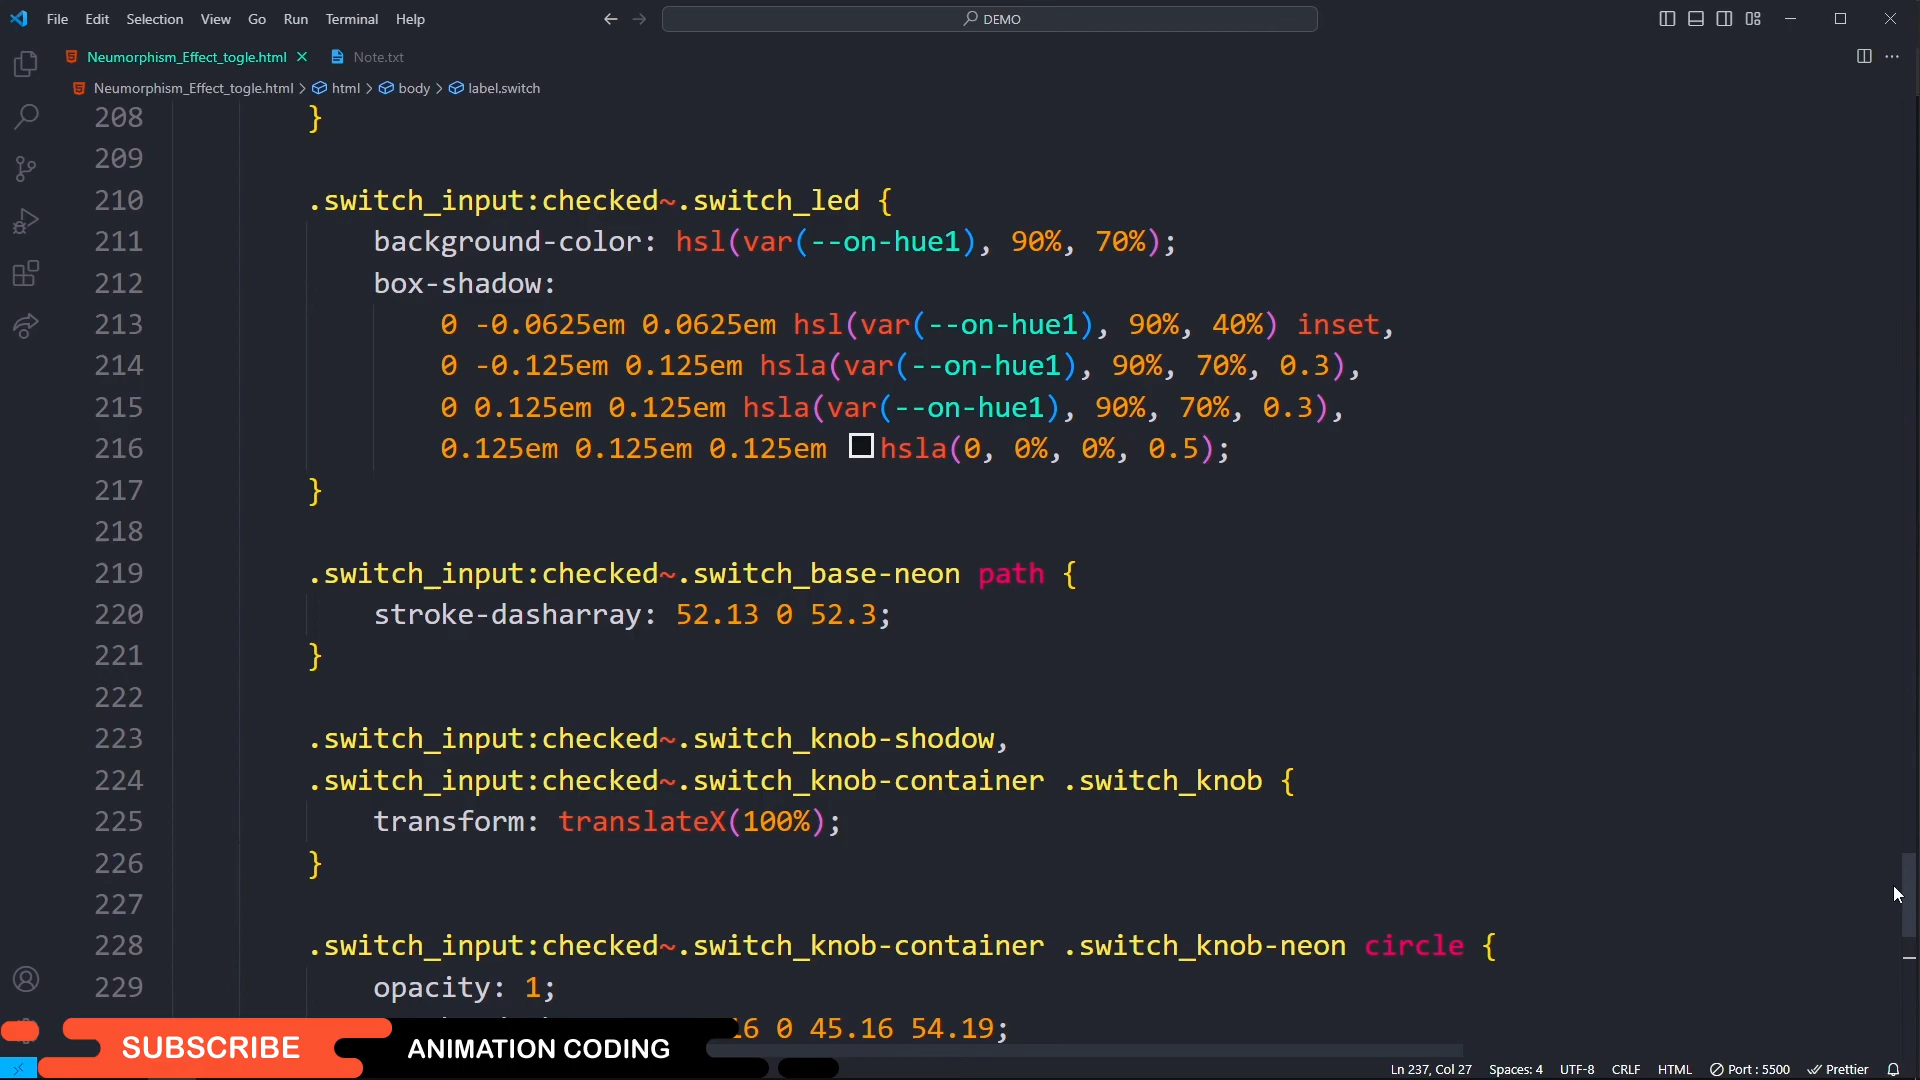 File Edit Selection View Go Run Terminal Help
DEMO
Neumorphism_Effect_togle.html
Note.txt
Neumorphism_Effect_togle.html > html > body > label.switch
208 }
209
210 .switch_input:checked~.switch_led {
211 background-color: hsl(var(--on-hue1), 90%, 70%);
212 box-shadow:
213 0 -0.0625em 0.0625em hsl(var(--on-hue1), 90%, 40%) inset,
214 0 -0.125em 0.125em hsla(var(--on-hue1), 90%, 70%, 0.3),
215 0 0.125em 0.125em hsla(var(--on-hue1), 90%, 70%, 0.3),
216 0.125em 0.125em 0.125em hsla(0, 0%, 0%, 0.5);
217 }
218
219 .switch_input:checked~.switch_base-neon path {
220 stroke-dasharray: 52.13 0 52.3;
221 }
222
223 .switch_input:checked~.switch_knob-shodow,
224 .switch_input:checked~.switch_knob-container .switch_knob {
225 transform: translateX(100%);
226 }
227
228 .switch_input:checked~.switch_knob-container .switch_knob-neon circle {
229 opacity: 1;
0 45.16 54.19;
SUBSCRIBE
ANIMATION CODING
Ln 237, Col 27 Spaces: 4 UTF-8 CRLF HTML Port : 5500 Prettier